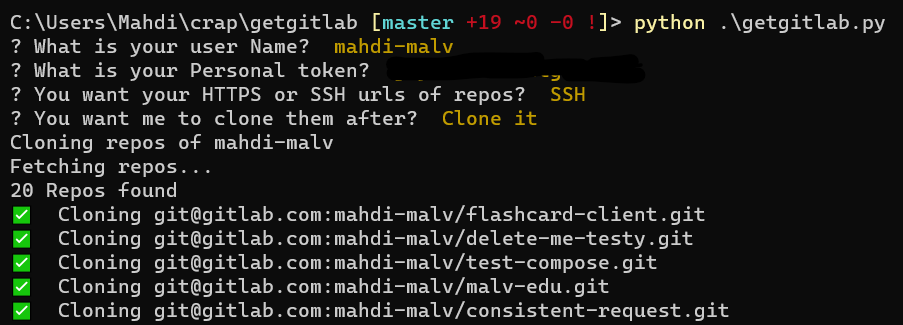 C:\Users\Mahdi\crap\getgitlab [master +19 ~0 -0 !]> python .\getgitlab.py
? What is your user Name?  mahdi-malv
? What is your Personal token?
? You want your HTTPS or SSH urls of repos?  SSH
? You want me to clone them after?  Clone it
Cloning repos of mahdi-malv
Fetching repos...
20 Repos found
✅  Cloning git@gitlab.com:mahdi-malv/flashcard-client.git
✅  Cloning git@gitlab.com:mahdi-malv/delete-me-testy.git
✅  Cloning git@gitlab.com:mahdi-malv/test-compose.git
✅  Cloning git@gitlab.com:mahdi-malv/malv-edu.git
✅  Cloning git@gitlab.com:mahdi-malv/consistent-request.git